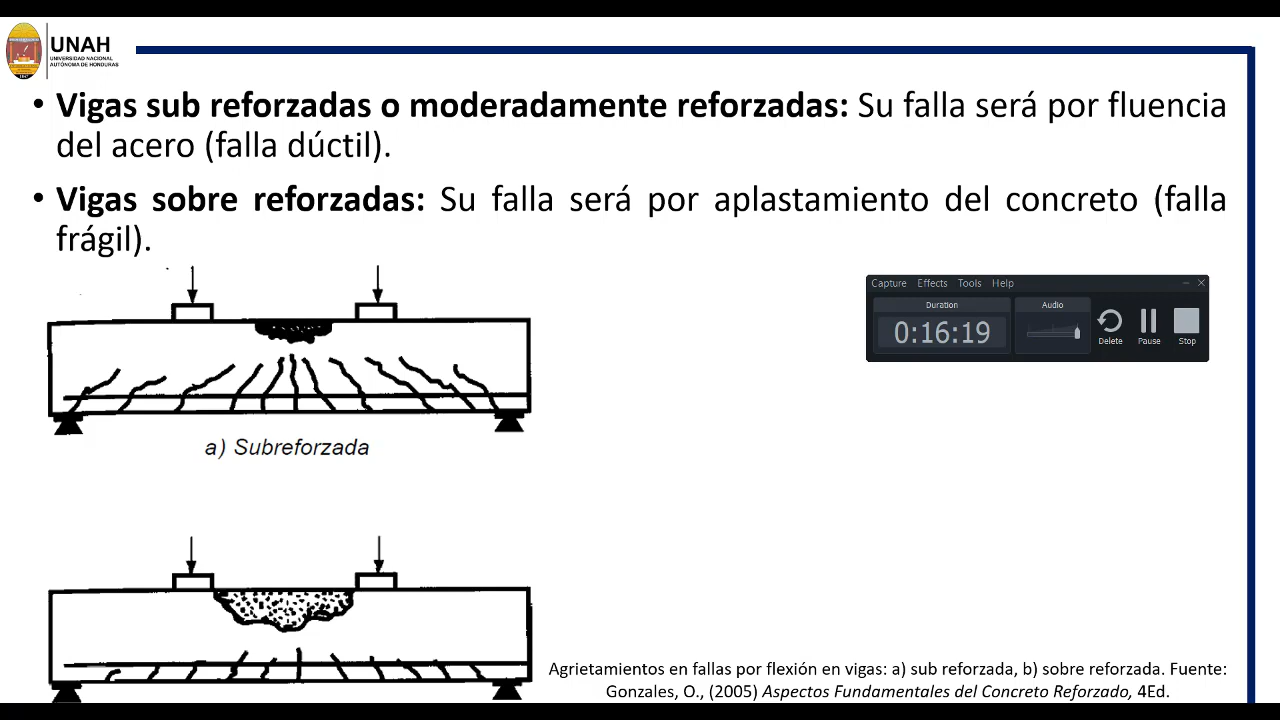 UNAH
UNIVERSIDAD NACIONAL
AUTÓNOMA DE HONDURAS
• Vigas sub reforzadas o moderadamente reforzadas: Su falla será por fluencia
del acero (falla dúctil).
• Vigas sobre reforzadas: Su falla será por aplastamiento del concreto (falla
frágil).
Capture Effects Tools Help
Duration
Audio
0:16:19
Delete Pause Stop
a) Subreforzada
Agrietamientos en fallas por flexión en vigas: a) sub reforzada, b) sobre reforzada. Fuente:
Gonzales, O., (2005) Aspectos Fundamentales del Concreto Reforzado, 4Ed.